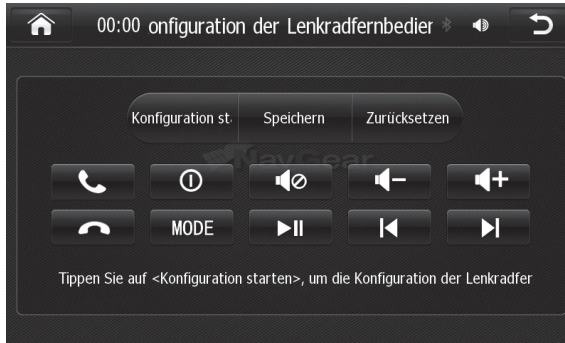 00:00 onfiguration der Lenkradfernbedier
Konfiguration st
Speichern
Zurücksetzen
NavGear
MODE
Tippen Sie auf <Konfiguration starten>, um die Konfiguration der Lenkradfer